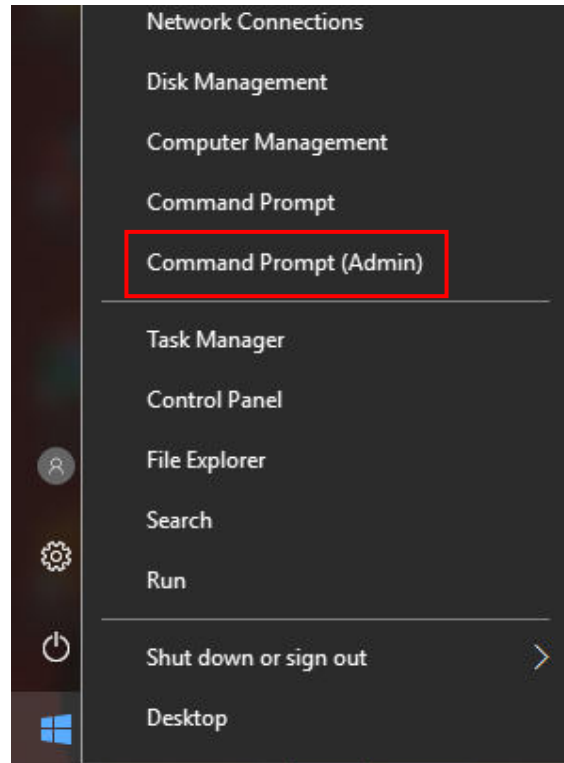 Network Connections
Disk Management
Computer Management
Command Prompt
Command Prompt (Admin)
Task Manager
Control Panel
File Explorer
Search
Run
Shut down or sign out
Desktop